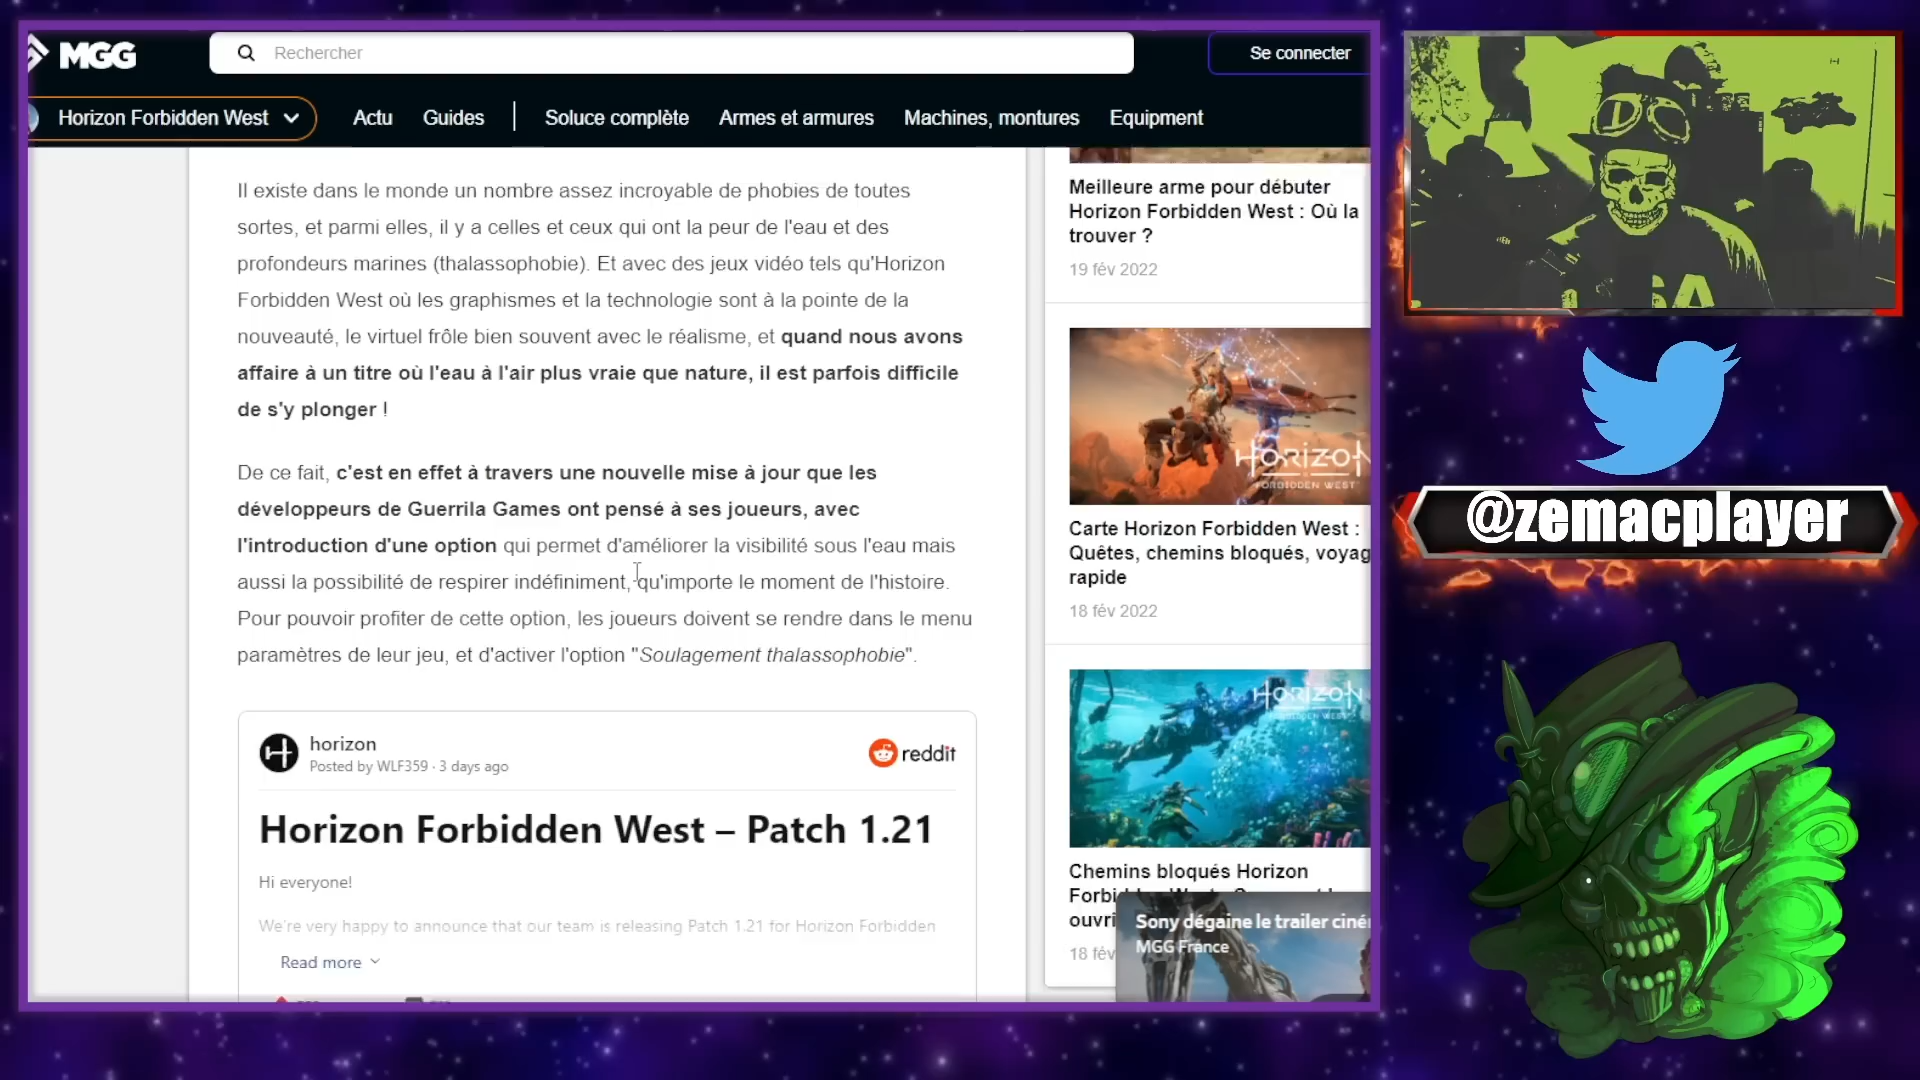 MGG
Rechercher
Se connecter
Horizon Forbidden West
Actu
Guides
Soluce complète
Armes et armures
Machines, montures
Equipment
Il existe dans le monde un nombre assez incroyable de phobies de toutes
sortes, et parmi elles, il y a celles et ceux qui ont la peur de l'eau et des
profondeurs marines (thalassophobie). Et avec des jeux vidéo tels qu'Horizon
Forbidden West où les graphismes et la technologie sont à la pointe de la
nouveauté, le virtuel frôle bien souvent avec le réalisme, et quand nous avons
affaire à un titre où l'eau à l'air plus vraie que nature, il est parfois difficile
de s'y plonger !
De ce fait, c'est en effet à travers une nouvelle mise à jour que les
développeurs de Guerrila Games ont pensé à ses joueurs, avec
l'introduction d'une option qui permet d'améliorer la visibilité sous l'eau mais
aussi la possibilité de respirer indéfiniment, qu'importe le moment de l'histoire.
Pour pouvoir profiter de cette option, les joueurs doivent se rendre dans le menu
paramètres de leur jeu, et d'activer l'option "Soulagement thalassophobie".
horizon
Posted by WLF359 · 3 days ago
reddit
Horizon Forbidden West – Patch 1.21
Hi everyone!
We're very happy to announce that our team is releasing Patch 1.21 for Horizon Forbidden
Read more
Meilleure arme pour débuter
Horizon Forbidden West : Où la
trouver ?
19 fév 2022
HORIZON
FORBIDDEN WEST
Carte Horizon Forbidden West :
Quêtes, chemins bloqués, voyag
rapide
18 fév 2022
HORIZON
FORBIDDEN WEST
Chemins bloqués Horizon
Forbi
ouvri
18 fév
Sony dégaine le trailer ciné
MGG France
SA
@zemacplayer